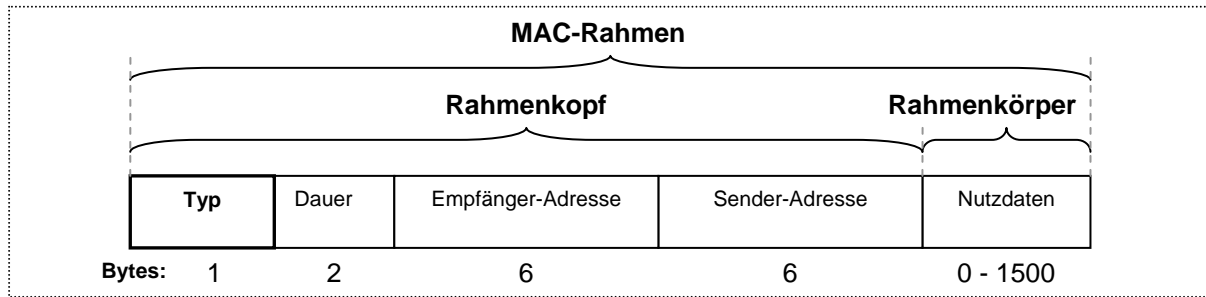 MAC-Rahmen
Rahmenkopf Rahmenkörper
Typ Dauer Empfänger-Adresse Sender-Adresse Nutzdaten
Bytes: 1 2 6 6 0 - 1500